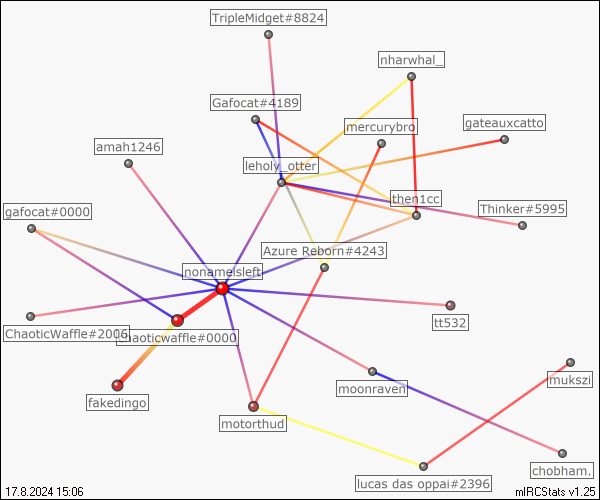 TripleMidget#8824
nharwhal_
Gafocat#4189
mercurybro
gateauxcatto
amah1246
leholy_otter
then1cc
Thinker#5995
gafocat#0000
Azure Reborn#4243
nonameisleft
ChaoticWaffle#2006
chaoticwaffle#0000
tt532
fakedingo
moonraven
mukszi
motorthud
chobham.
lucas das oppai#2396
17.8.2024 15:06
mIRCStats v1.25